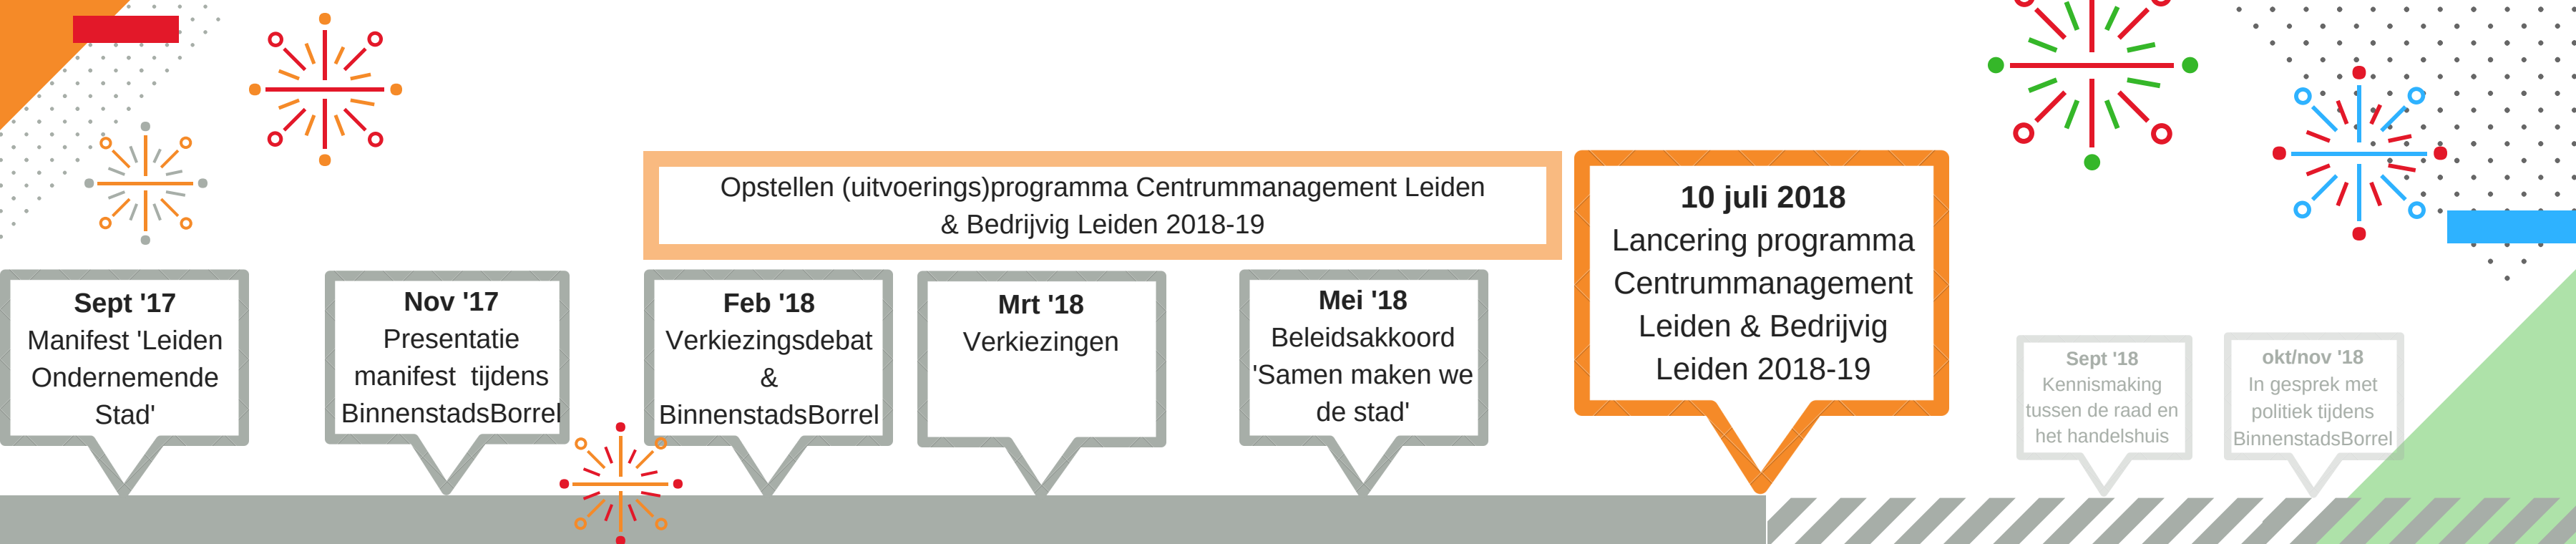 Opstellen (uitvoerings)programma Centrummanagement Leiden
& Bedrijvig Leiden 2018-19
Sept '17
Manifest 'Leiden
Ondernemende
Stad'
Nov '17
Presentatie
manifest  tijdens
BinnenstadsBorrel
Feb '18
Verkiezingsdebat
&
BinnenstadsBorrel
Mrt '18
Verkiezingen
Mei '18
Beleidsakkoord
'Samen maken we
de stad'
10 juli 2018
Lancering programma
Centrummanagement
Leiden & Bedrijvig
Leiden 2018-19
Sept '18
Kennismaking
tussen de raad en
het handelshuis
okt/nov '18
In gesprek met
politiek tijdens
BinnenstadsBorrel